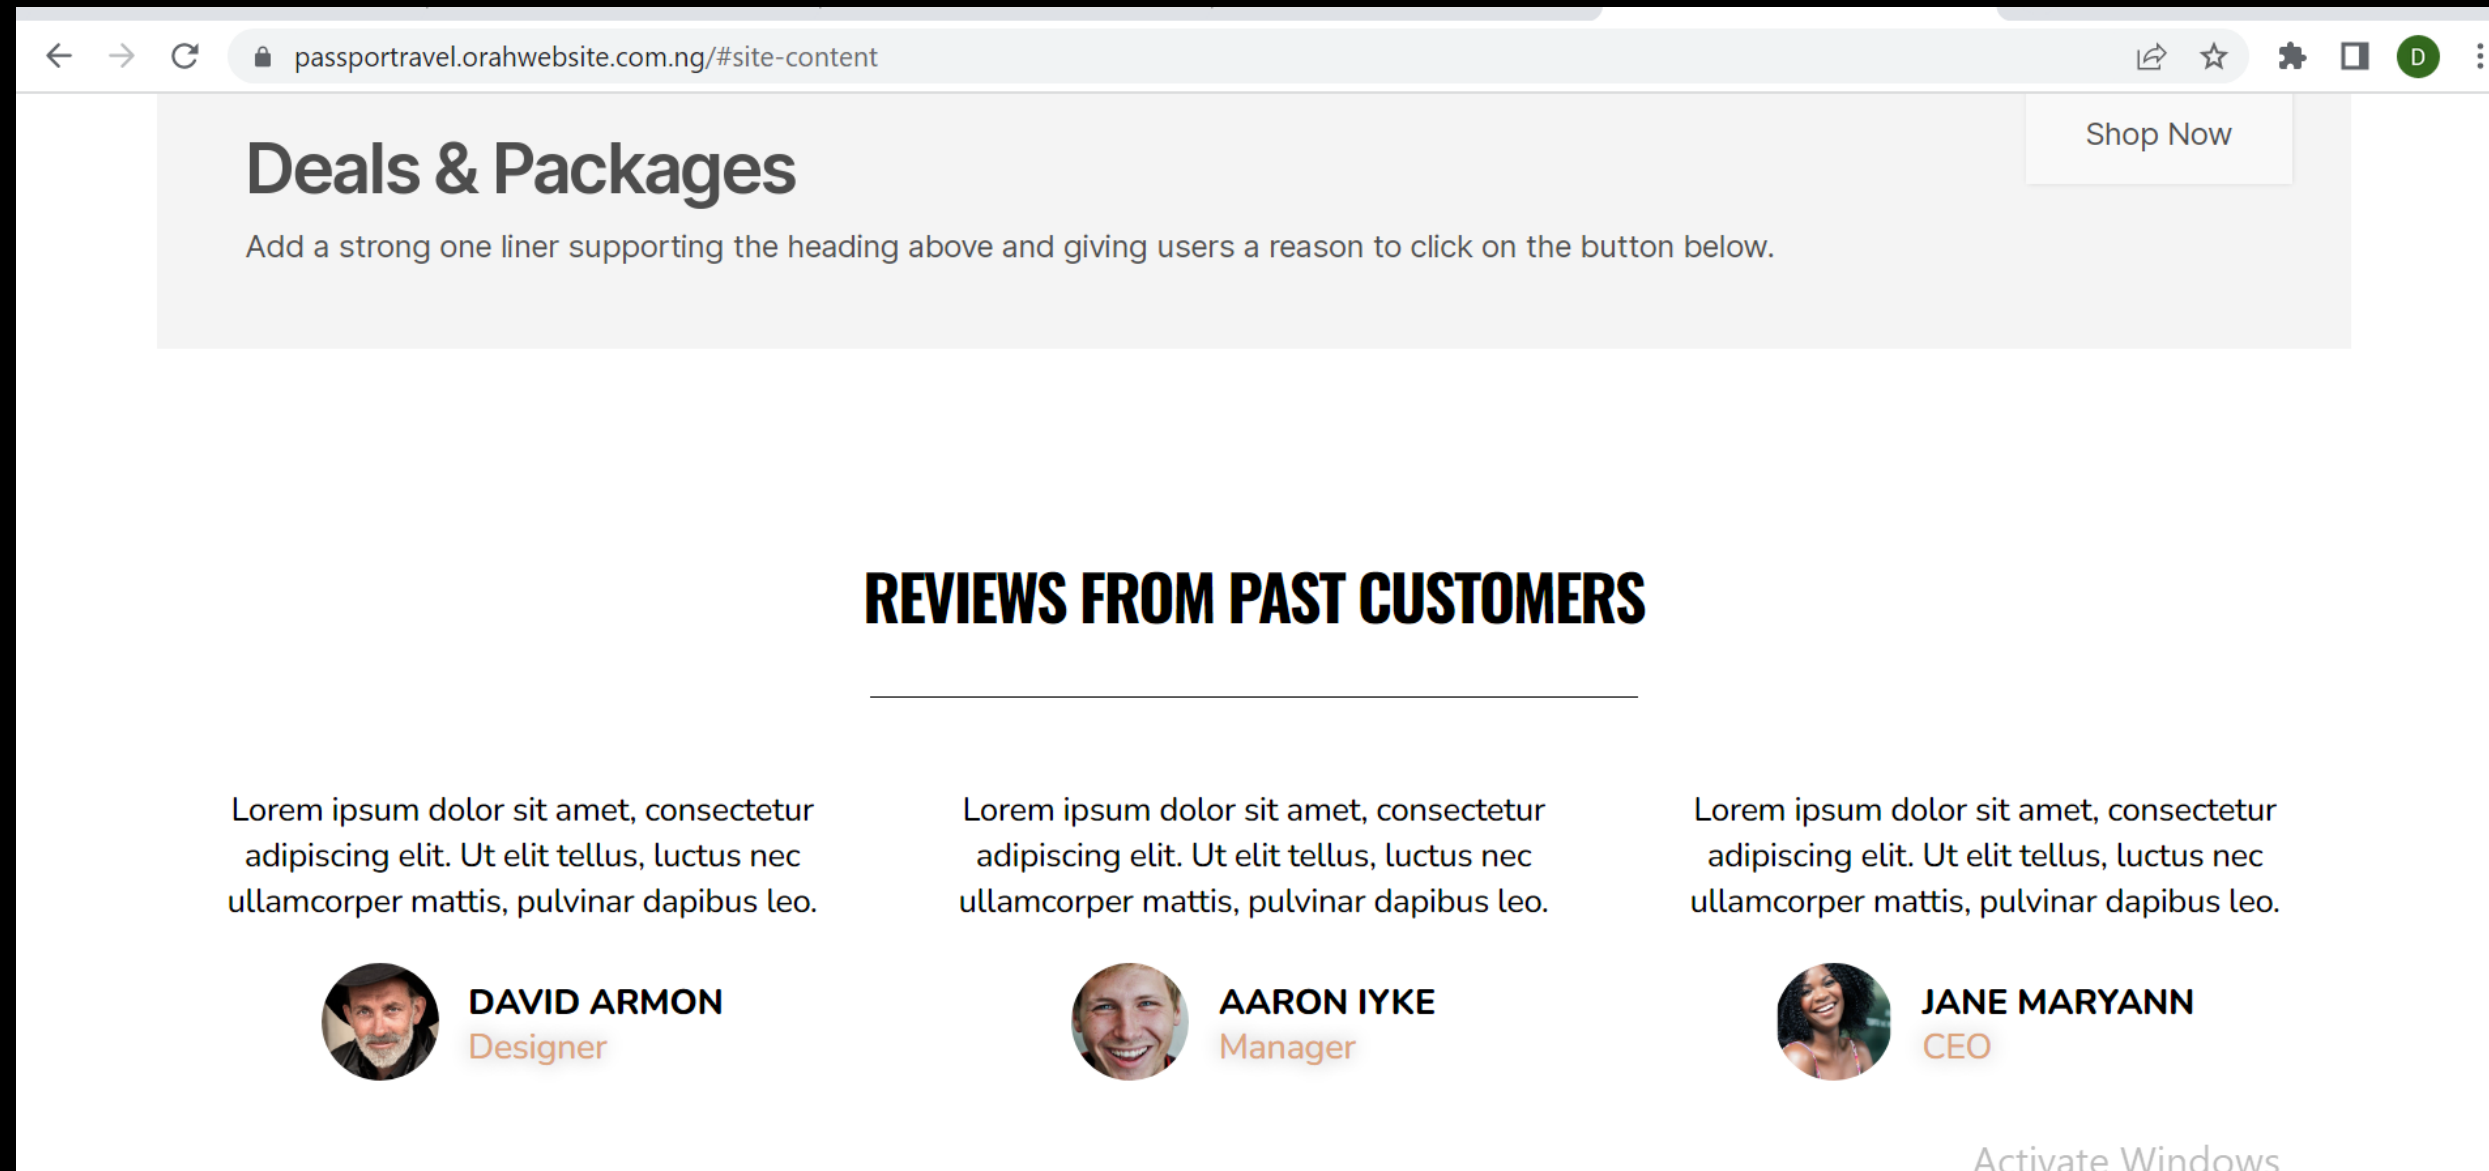 passportravel.orahwebsite.com.ng/#site-content
D
Shop Now
Deals & Packages
Add a strong one liner supporting the heading above and giving users a reason to click on the button below.
REVIEWS FROM PAST CUSTOMERS
Lorem ipsum dolor sit amet, consectetur
adipiscing elit. Ut elit tellus, luctus nec
ullamcorper mattis, pulvinar dapibus leo.
DAVID ARMON
Designer
Lorem ipsum dolor sit amet, consectetur
adipiscing elit. Ut elit tellus, luctus nec
ullamcorper mattis, pulvinar dapibus leo.
AARON IYKE
Manager
Lorem ipsum dolor sit amet, consectetur
adipiscing elit. Ut elit tellus, luctus nec
ullamcorper mattis, pulvinar dapibus leo.
JANE MARYANN
CEO
Activate Windows